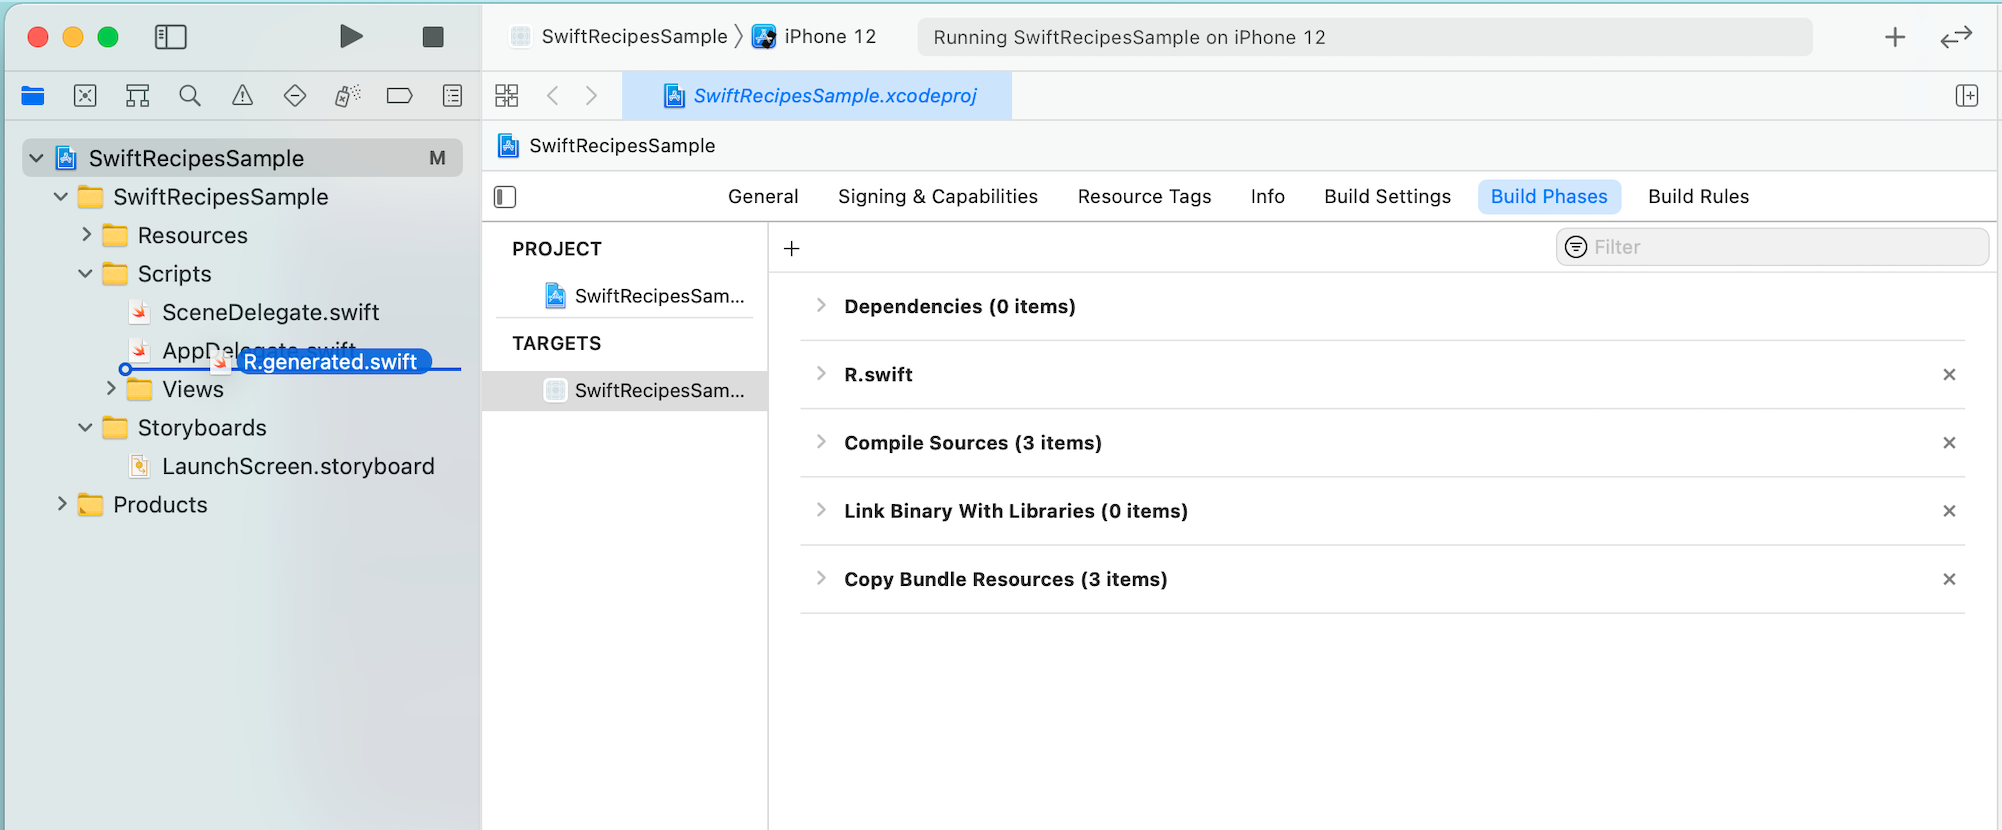 SwiftRecipesSample
iPhone 12
Running SwiftRecipesSample on iPhone 12
SwiftRecipesSample.xcodeproj
SwiftRecipesSample M
SwiftRecipesSample
Resources
Scripts
SceneDelegate.swift
AppDelegate.swift
R.generated.swift
Views
Storyboards
LaunchScreen.storyboard
Products
SwiftRecipesSample
General Signing & Capabilities Resource Tags Info Build Settings Build Phases Build Rules
PROJECT
SwiftRecipesSam...
TARGETS
SwiftRecipesSam...
Filter
Dependencies (0 items)
R.swift
Compile Sources (3 items)
Link Binary With Libraries (0 items)
Copy Bundle Resources (3 items)